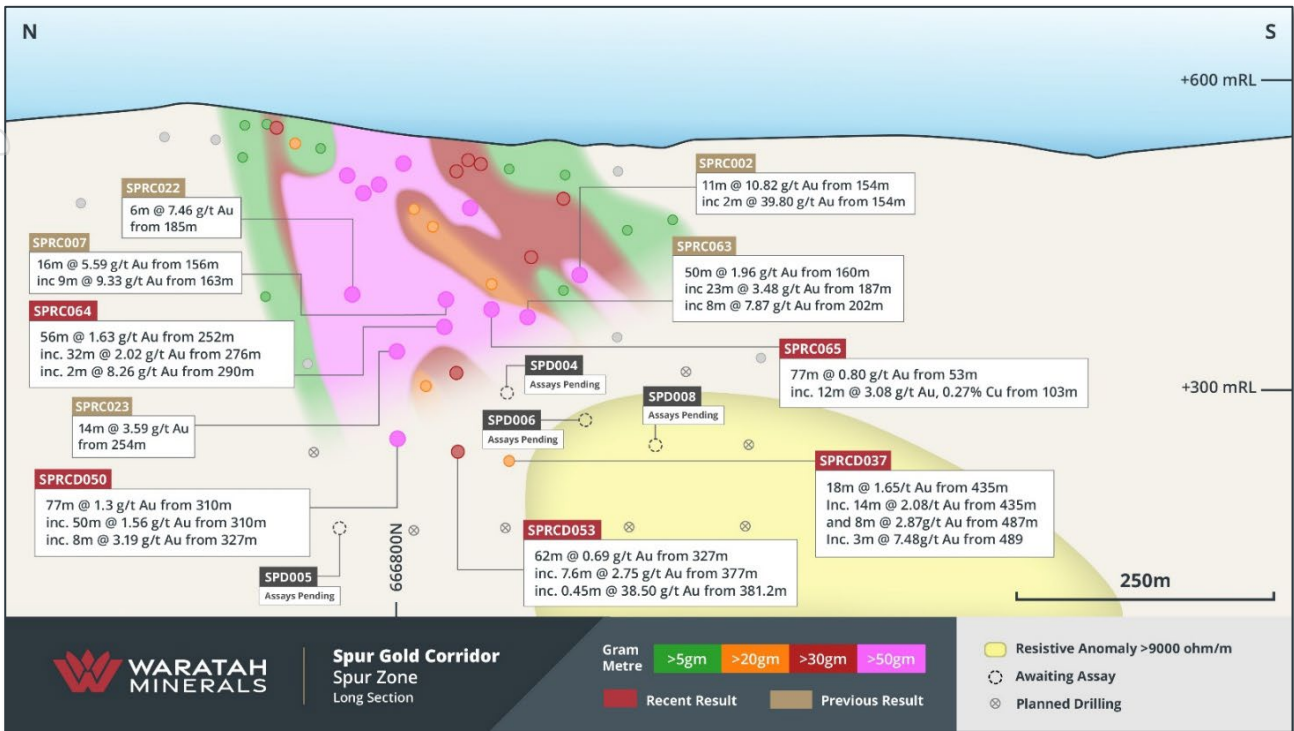 N
S
+600 mRL
SPRC002
11m @ 10.82 g/t Au from 154m
inc 2m @ 39.80 g/t Au from 154m
SPRC022
6m @ 7.46 g/t Au
from 185m
SPRC007
16m @ 5.59 g/t Au from 156m
inc 9m @ 9.33 g/t Au from 163m
SPRC063
50m @ 1.96 g/t Au from 160m
inc 23m @ 3.48 g/t Au from 187m
inc 8m @ 7.87 g/t Au from 202m
SPRC064
56m @ 1.63 g/t Au from 252m
inc. 32m @ 2.02 g/t Au from 276m
inc. 2m @ 8.26 g/t Au from 290m
SPRC065
77m @ 0.80 g/t Au from 53m
inc. 12m @ 3.08 g/t Au, 0.27% Cu from 103m
+300 mRL
SPD004
Assays Pending
SPD008
Assays Pending
SPD006
Assays Pending
SPRC023
14m @ 3.59 g/t Au
from 254m
SPRCD037
18m @ 1.65/t Au from 435m
Inc. 14m @ 2.08/t Au from 435m
and 8m @ 2.87g/t Au from 487m
Inc. 3m @ 7.48g/t Au from 489
SPRCD050
77m @ 1.3 g/t Au from 310m
inc. 50m @ 1.56 g/t Au from 310m
inc. 8m @ 3.19 g/t Au from 327m
SPRCD053
62m @ 0.69 g/t Au from 327m
inc. 7.6m @ 2.75 g/t Au from 377m
inc. 0.45m @ 38.50 g/t Au from 381.2m
SPD005
Assays Pending
666800N
250m
WARATAH
MINERALS
Spur Gold Corridor
Spur Zone
Long Section
Gram
Metre
>5gm
>20gm
>30gm
>50gm
Recent Result
Previous Result
Resistive Anomaly >9000 ohm/m
Awaiting Assay
Planned Drilling